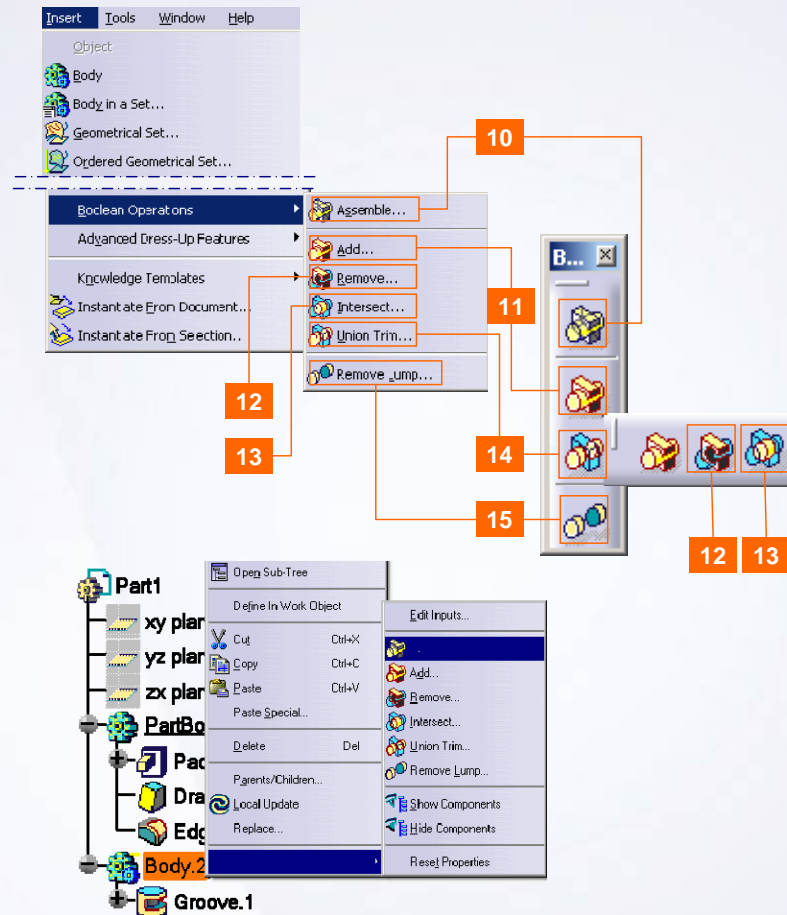 Insert Tools Window Help
Object
Body
Body in a Set...
Geometrical Set...
Ordered Geometrical Set...
10
Boclean Operations
Assemble...
Advanced Dress-Up Features
Add...
Knowledge Templates
Remove...
Instantiate From Document...
Intersect...
Instantiate From Selection..
Union Trim...
Remove Lump...
B...
11
12
13
14
15
12
13
Part1
xy plan
yz plan
zx plan
PartBo
Pad
Dra
Edg
Body.2
Groove.1
Open Sub-Tree
Define In Work Object
Cut Ctrl+X
Copy Ctrl+C
Paste Ctrl+V
Paste Special...
Delete Del
Parents/Children...
Local Update
Replace...
Edit Inputs...
Add...
Remove...
Intersect...
Union Trim...
Remove Lump...
Show Components
Hide Components
Reset Properties